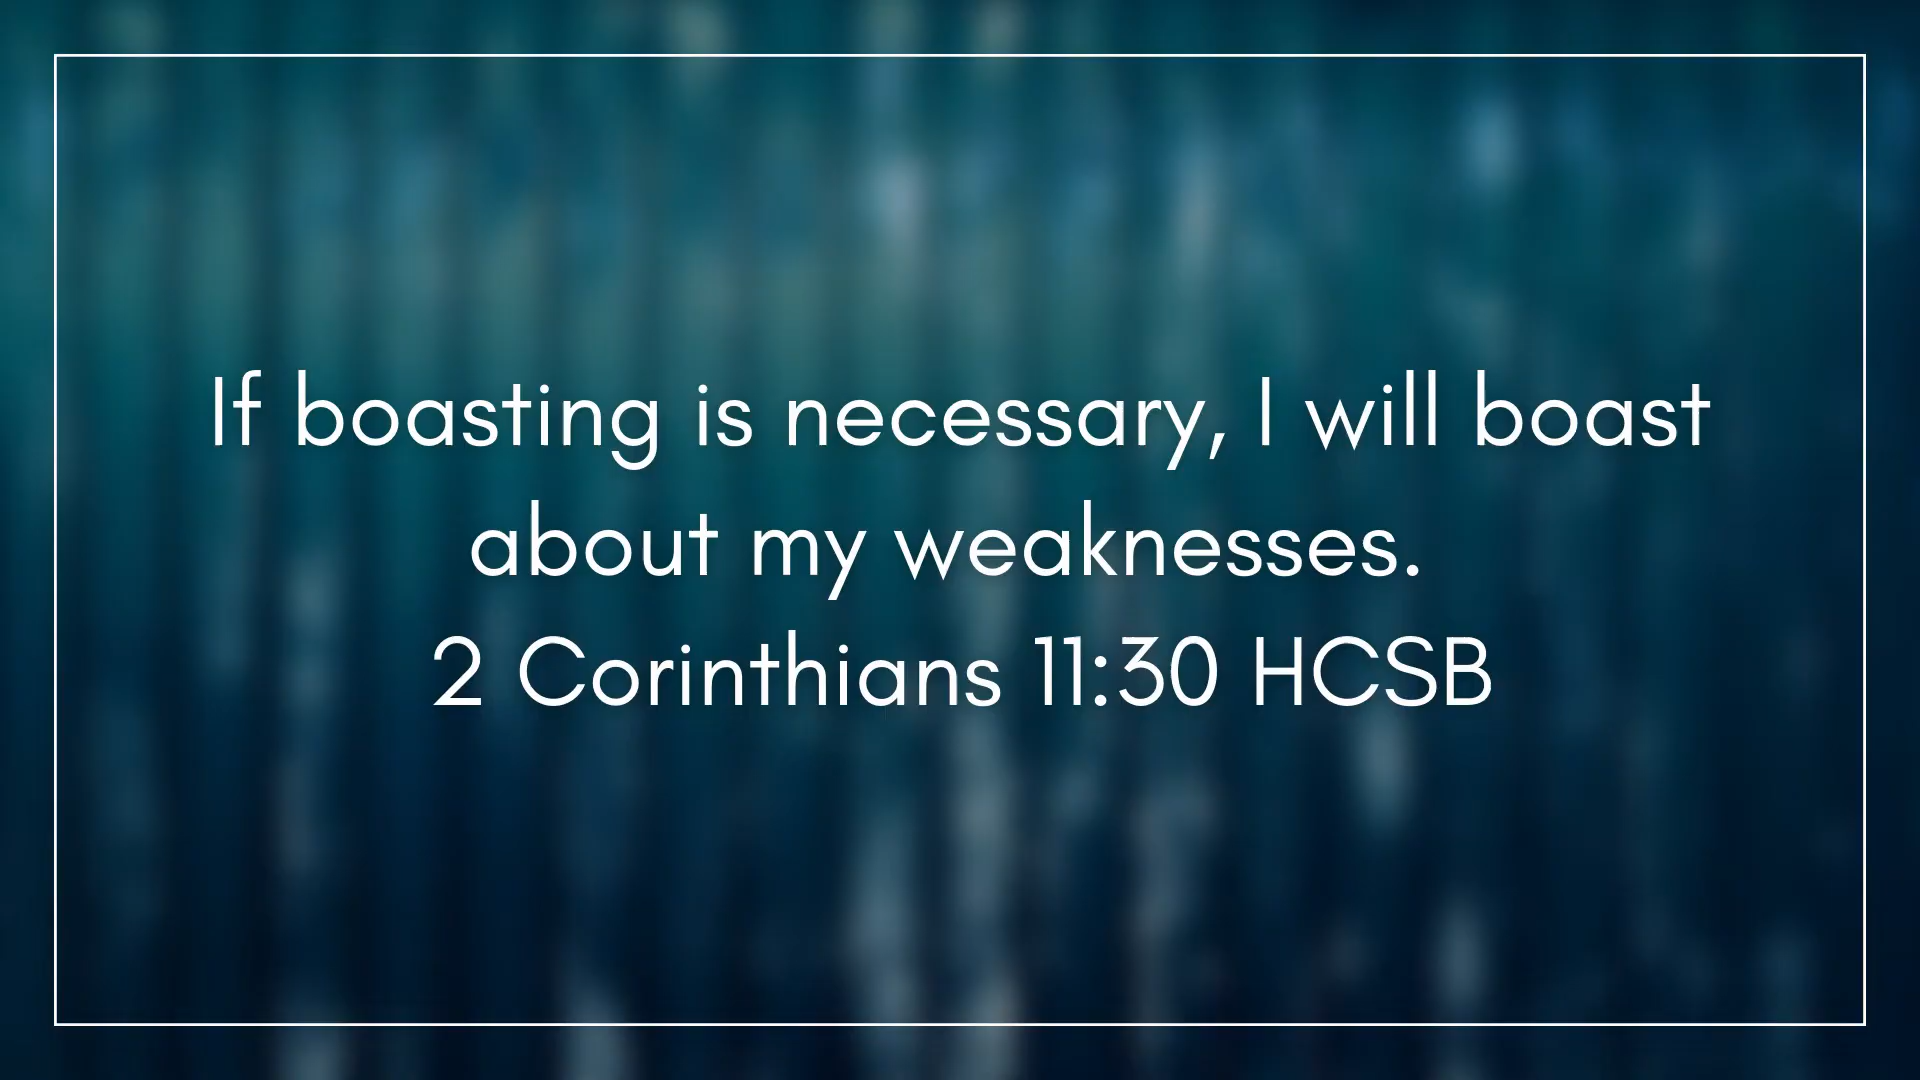 If boasting is necessary, I will boast
about my weaknesses.
2 Corinthians 11:30 HCSB